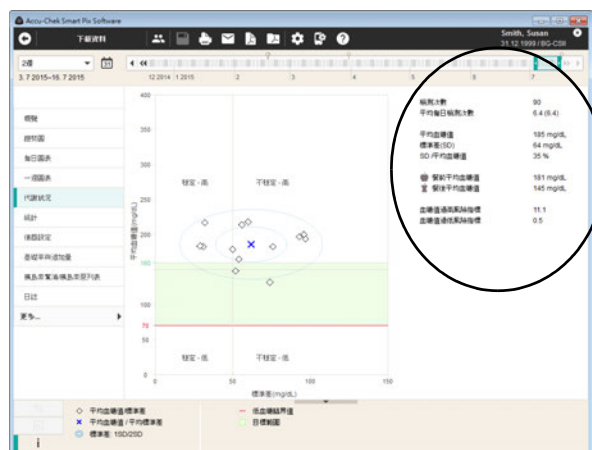 Accu-Chek Smart Pix Software
下載資料
Smith, Susan
31.12.1999 / BG-CSII
2週
3. 7 2015~16. 7 2015
12 2014
1 2015
2
3
4
5
6
7
概覽
趨勢圖
每日圖表
一週圖表
代謝狀況
統計
儀器設定
基礎率與追加量
胰島素幫浦/胰島素選列表
日誌
更多...
平均血糖值(mg/dL)
400
350
300
250
200
160
100
70
50
0
穩定 - 高
不穩定 - 高
穩定 - 低
不穩定 - 低
0
50
100
150
標準差(mg/dL)
檢測次數 90
平均每日檢測次數 6.4 (6.4)
平均血糖值 185 mg/dL
標準差(SD) 64 mg/dL
SD /平均血糖值 35 %
餐前平均血糖值 181 mg/dL
餐後平均血糖值 145 mg/dL
血糖值過高風險指標 11.1
血糖值過低風險指標 0.5
平均血糖值/標準差
低血糖臨界值
平均血糖值 / 平均標準差
目標範圍
標準差: 1SD/2SD
i